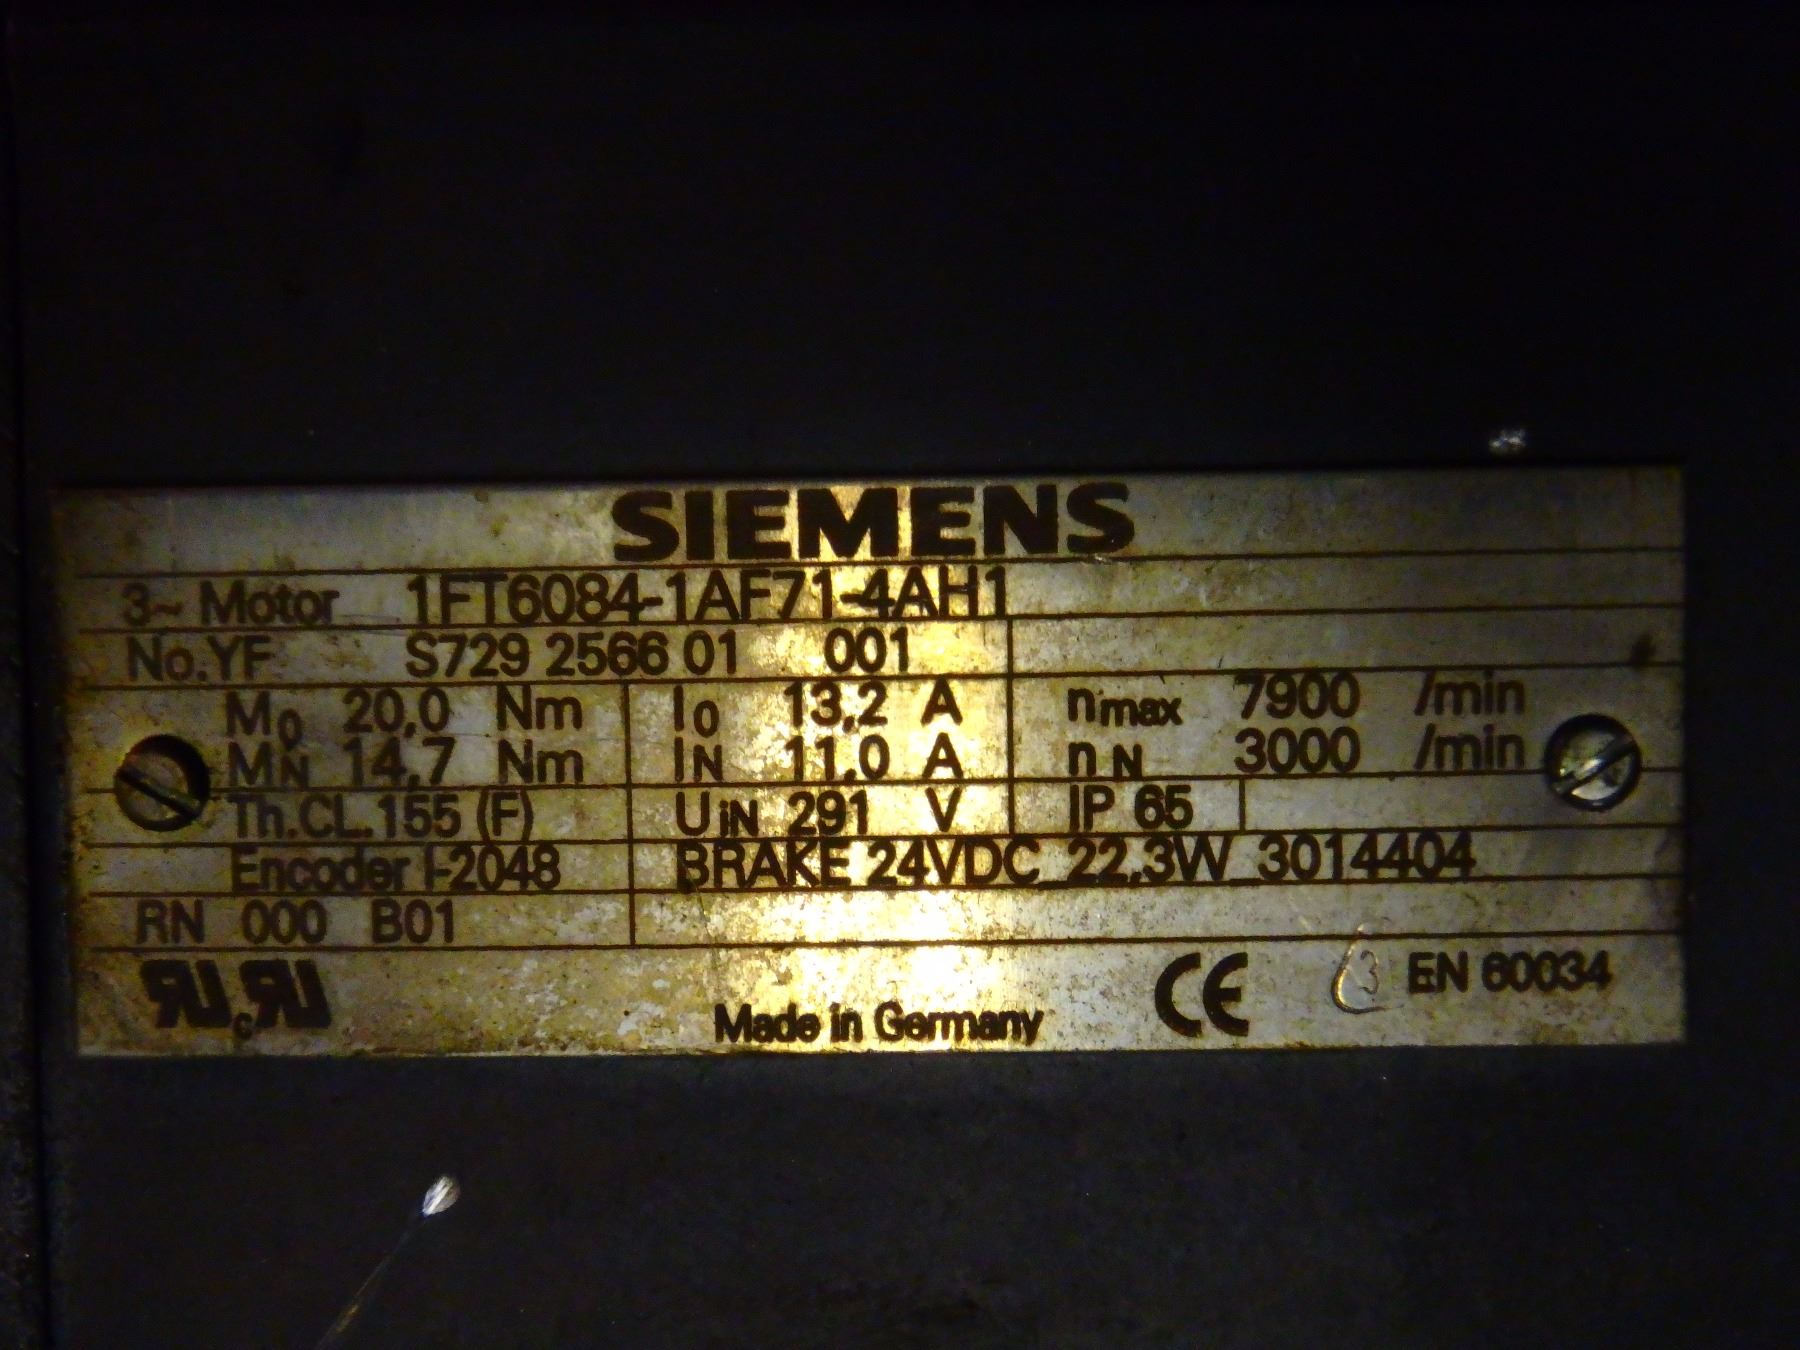 SIEMENS
3~ Motor 1FT6084-1AF71-4AH1
No.YF S729 2566 01 001
M0 20,0 Nm I0 13,2 A nmax 7900 /min
MN 14,7 Nm IN 11,0 A nN 3000 /min
Th.CL.155 (F) UiN 291 V IP 65
Encoder I-2048 BRAKE 24VDC 22,3W 3014404
RN 000 B01
Made in Germany CE 3 EN 60034